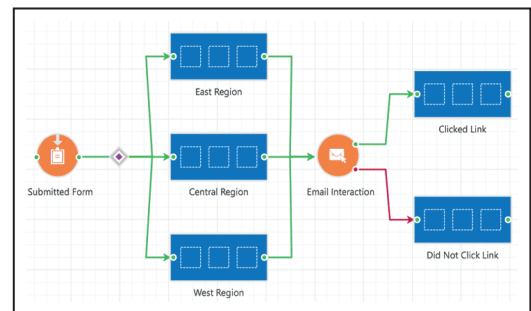 East Region
Clicked Link
Submitted Form
Central Region
Email Interaction
Did Not Click Link
West Region